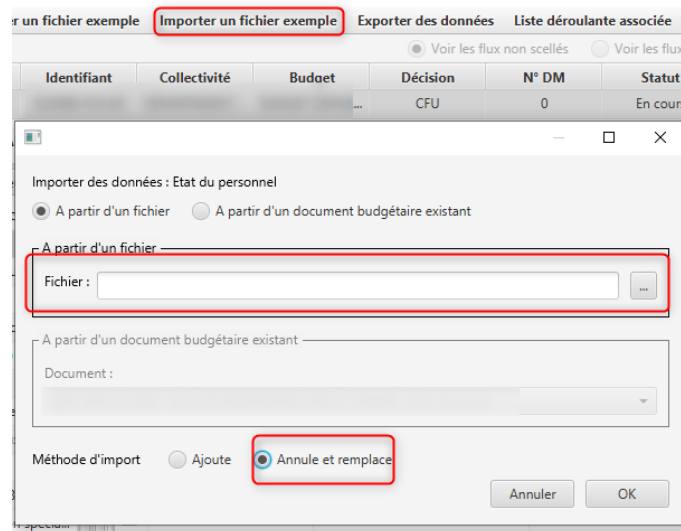 r un fichier exemple Importer un fichier exemple Exporter des données Liste déroulante associée
Voir les flux non scellés Voir les flux
Identifiant Collectivité Budget Décision N° DM Statut
... CFU 0 En cour
Importer des données : Etat du personnel
A partir d'un fichier A partir d'un document budgétaire existant
A partir d'un fichier
Fichier : ...
A partir d'un document budgétaire existant
Document :
Méthode d'import Ajoute Annule et remplace
Annuler OK